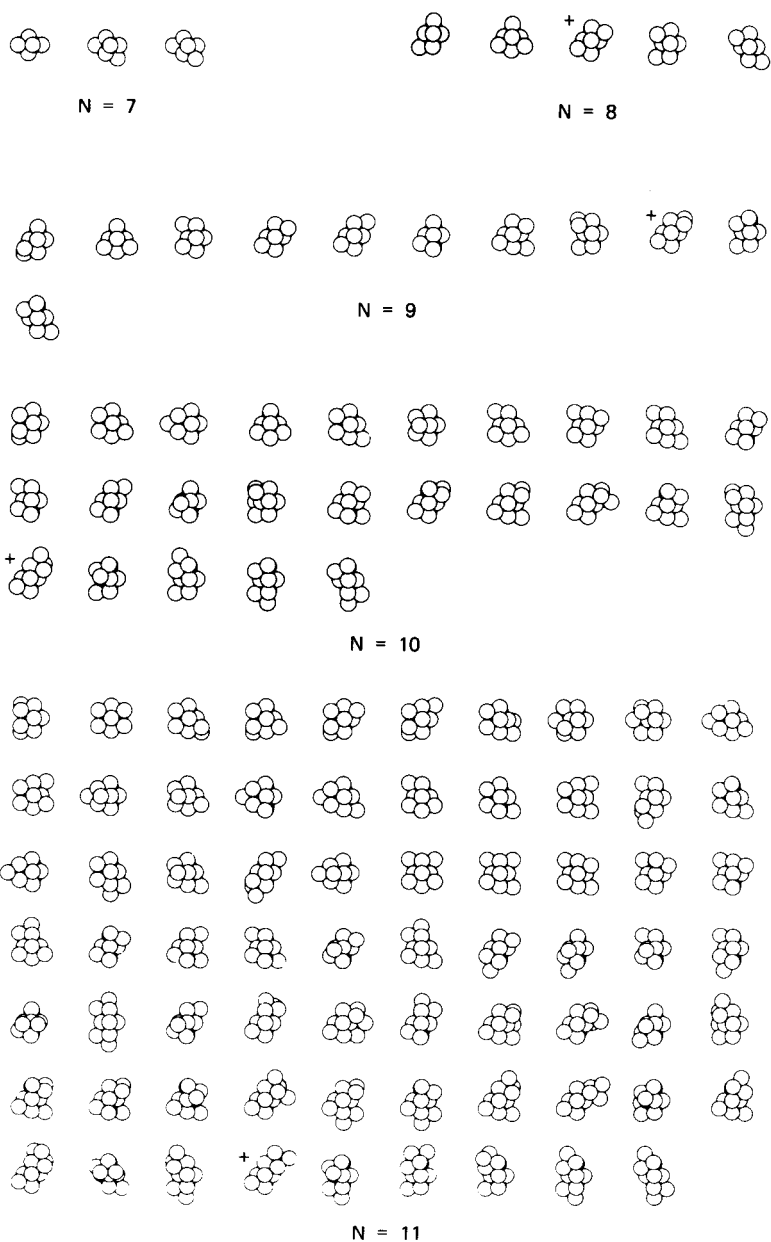 N = 7
+
N = 8
+
N = 9
+
N = 10
+
N = 11